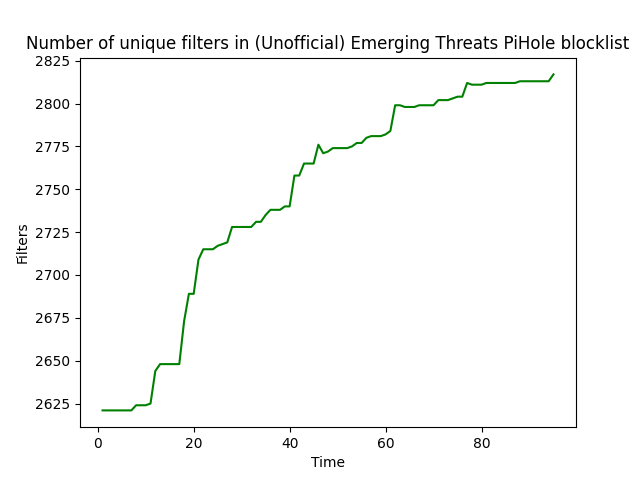 Number of unique filters in (Unofficial) Emerging Threats PiHole blocklist
2825
2800
2775
2750
2725
2700
2675
2650
2625
Filters
0 20 40 60 80
Time